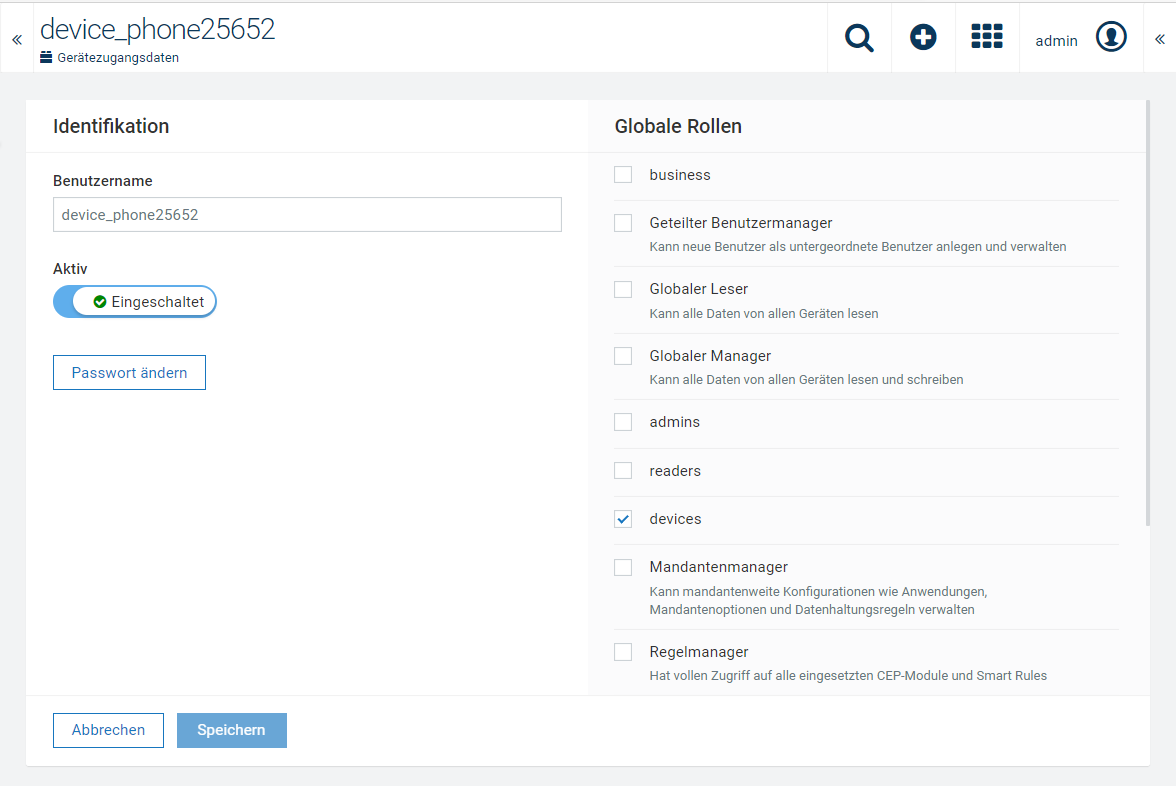 device_phone25652
Gerätezugangsdaten
admin
Identifikation
Benutzername
device_phone25652
Aktiv
Eingeschaltet
Passwort ändern
Globale Rollen
business
Geteilter Benutzermanager
Kann neue Benutzer als untergeordnete Benutzer anlegen und verwalten
Globaler Leser
Kann alle Daten von allen Geräten lesen
Globaler Manager
Kann alle Daten von allen Geräten lesen und schreiben
admins
readers
devices
Mandantenmanager
Kann mandantenweite Konfigurationen wie Anwendungen,
Mandantenoptionen und Datenhaltungsregeln verwalten
Regelmanager
Hat vollen Zugriff auf alle eingesetzten CEP-Module und Smart Rules
Abbrechen
Speichern